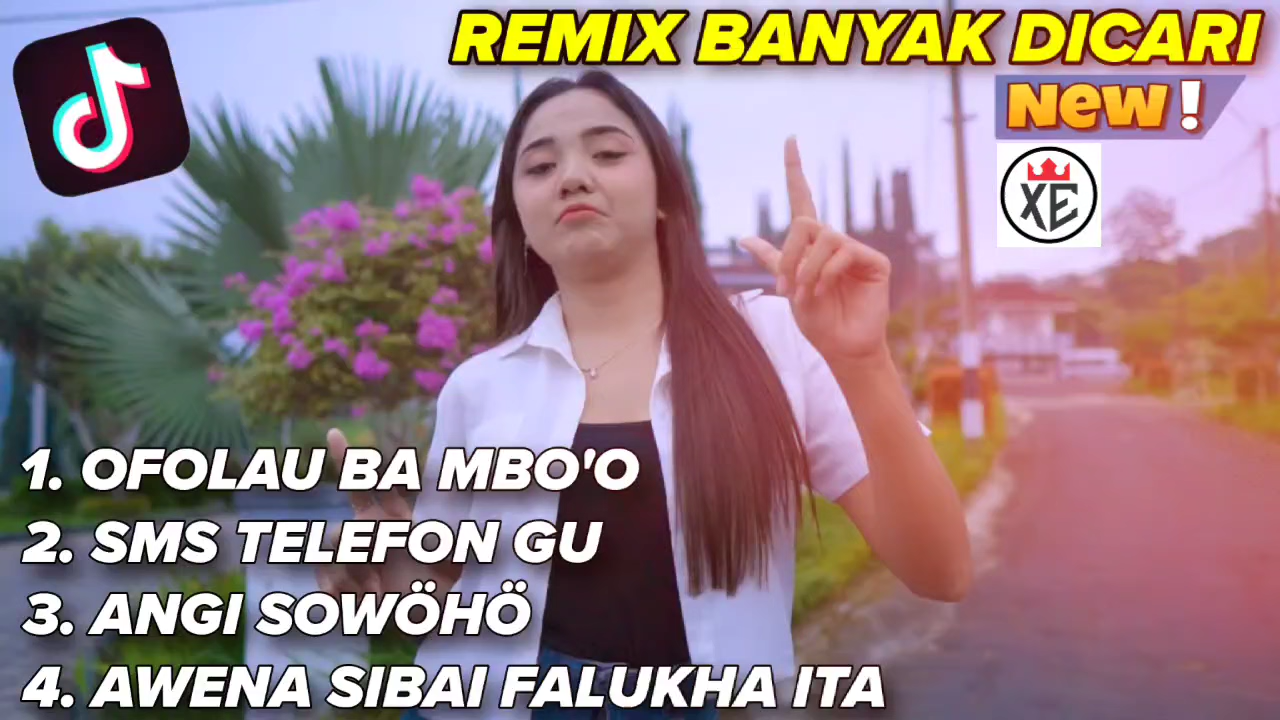 REMIX BANYAK DICARI
New!
XE
1. OFOLAU BA MBO'O
2. SMS TELEFON GU
3. ANGI SOWÖHÖ
4. AWENA SIBAI FALUKHA ITA